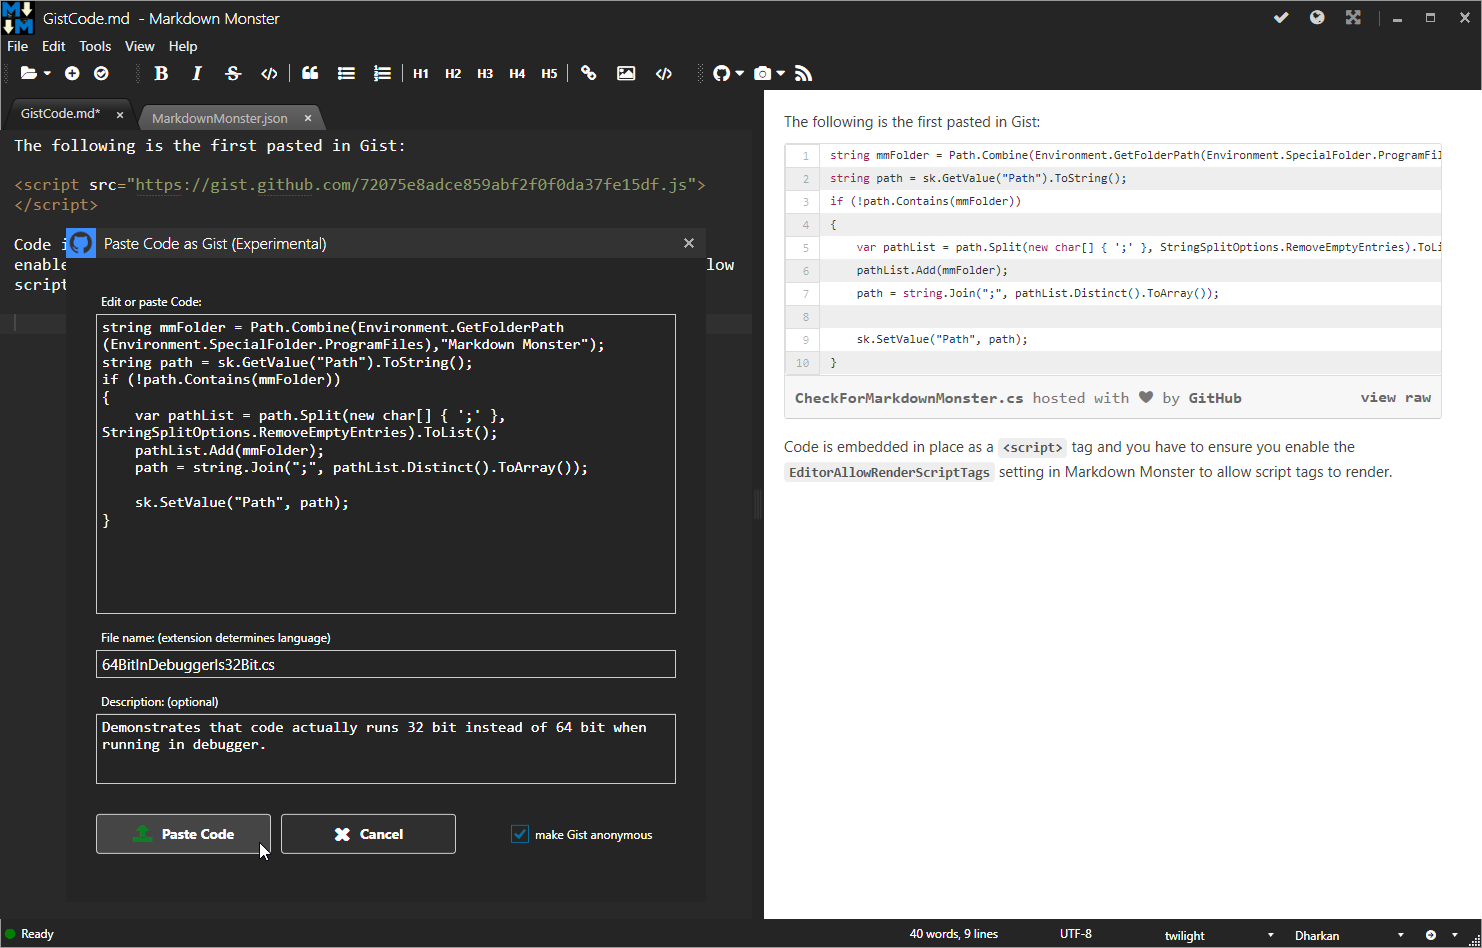 GistCode.md - Markdown Monster
File Edit Tools View Help
B I S H1 H2 H3 H4 H5
GistCode.md* × MarkdownMonster.json ×
The following is the first pasted in Gist:
<script src="https://gist.github.com/72075e8adce859abf2f0f0da37fe15df.js">
</script>
Code i
enable low
script
Paste Code as Gist (Experimental)
Edit or paste Code:
string mmFolder = Path.Combine(Environment.GetFolderPath
(Environment.SpecialFolder.ProgramFiles),"Markdown Monster");
string path = sk.GetValue("Path").ToString();
if (!path.Contains(mmFolder))
{
    var pathList = path.Split(new char[] { ';' },
StringSplitOptions.RemoveEmptyEntries).ToList();
    pathList.Add(mmFolder);
    path = string.Join(";", pathList.Distinct().ToArray());
    sk.SetValue("Path", path);
}
File name: (extension determines language)
64BitInDebuggerIs32Bit.cs
Description: (optional)
Demonstrates that code actually runs 32 bit instead of 64 bit when
running in debugger.
Paste Code Cancel make Gist anonymous
The following is the first pasted in Gist:
1 string mmFolder = Path.Combine(Environment.GetFolderPath(Environment.SpecialFolder.ProgramFil
2 string path = sk.GetValue("Path").ToString();
3 if (!path.Contains(mmFolder))
4 {
5     var pathList = path.Split(new char[] { ';' }, StringSplitOptions.RemoveEmptyEntries).ToLi
6     pathList.Add(mmFolder);
7     path = string.Join(";", pathList.Distinct().ToArray());
8
9     sk.SetValue("Path", path);
10 }
CheckForMarkdownMonster.cs hosted with ❤ by GitHub view raw
Code is embedded in place as a <script> tag and you have to ensure you enable the
EditorAllowRenderScriptTags setting in Markdown Monster to allow script tags to render.
Ready 40 words, 9 lines UTF-8 twilight Dharkan